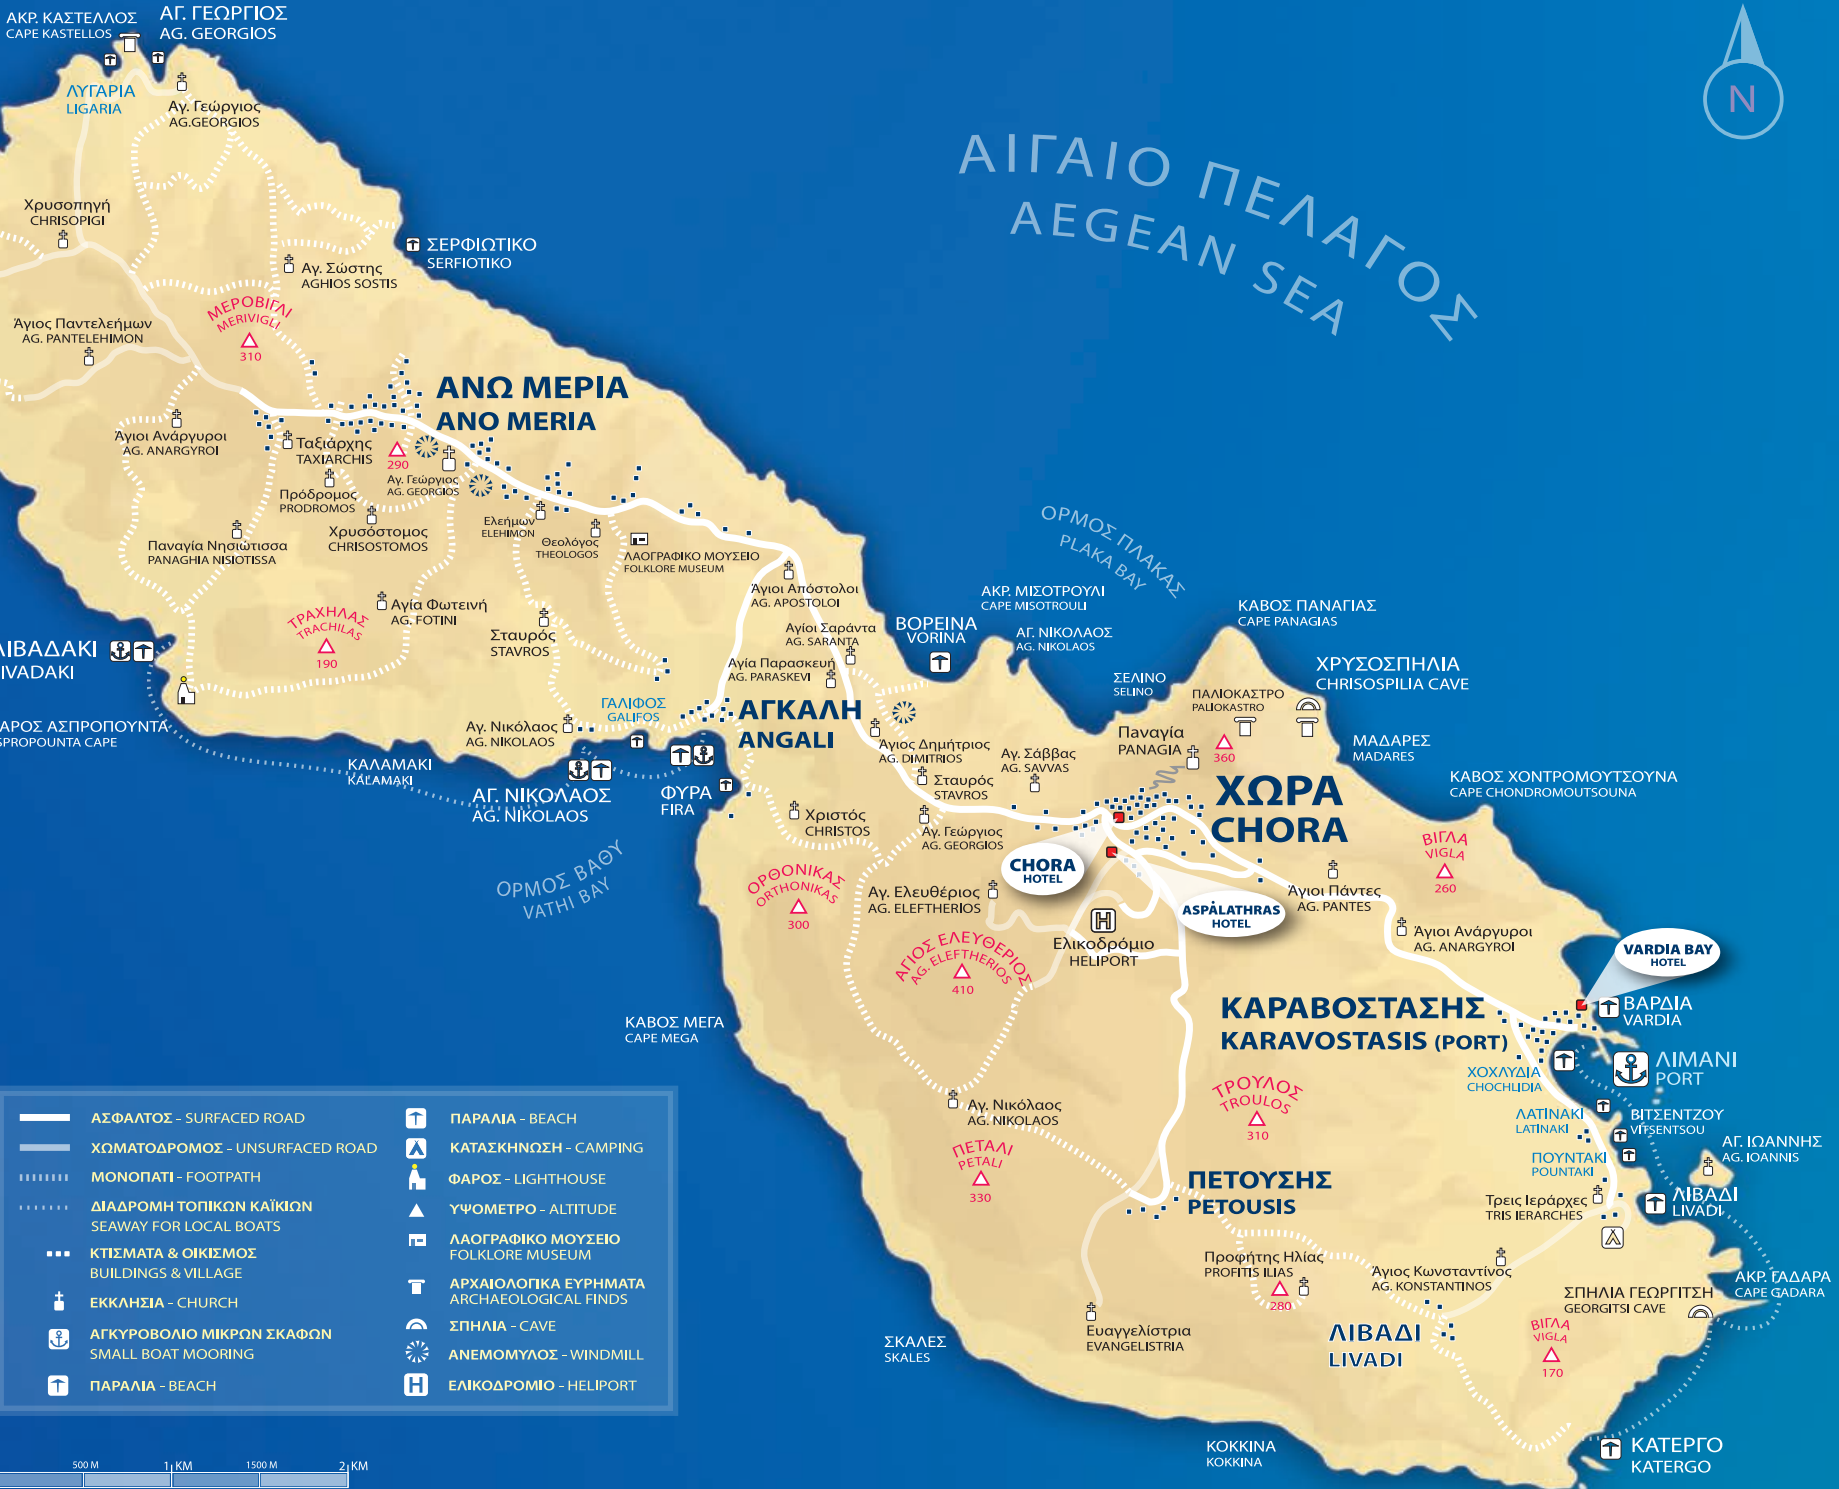 ΑΚΡ. ΚΑΣΤΕΛΛΟΣ
CAPE KASTELLOS
ΑΓ. ΓΕΩΡΓΙΟΣ
AG. GEORGIOS
ΛΥΓΑΡΙΑ
LIGARIA
Αγ. Γεώργιος
AG.GEORGIOS
N
ΑΙΓΑΙΟ ΠΕΛΑΓΟΣ
AEGEAN SEA
Χρυσοπηγή
CHRISOPIGI
ΣΕΡΦΙΩΤΙΚΟ
SERFIOTIKO
Αγ. Σώστης
AGHIOS SOSTIS
ΜΕΡΟΒΙΓΛΙ
MERIVIGLI
310
Άγιος Παντελεήμων
AG. PANTELEHIMON
ΑΝΩ ΜΕΡΙΑ
ANO MERIA
Άγιοι Ανάργυροι
AG. ANARGYROI
Ταξιάρχης
TAXIARCHIS
290
Αγ. Γεώργιος
AG. GEORGIOS
Πρόδρομος
PRODROMOS
Χρυσόστομος
CHRISOSTOMOS
Ελεήμων
ELEHIMON
Θεολόγος
THEOLOGOS
ΛΑΟΓΡΑΦΙΚΟ ΜΟΥΣΕΙΟ
FOLKLORE MUSEUM
Παναγία Νησιώτισσα
PANAGHIA NISIOTISSA
ΟΡΜΟΣ ΠΛΑΚΑΣ
PLAKA BAY
Άγιοι Απόστολοι
AG. APOSTOLOI
ΑΚΡ. ΜΙΣΟΤΡΟΥΛΙ
CAPE MISOTROULI
ΚΑΒΟΣ ΠΑΝΑΓΙΑΣ
CAPE PANAGIAS
Αγία Φωτεινή
AG. FOTINI
ΤΡΑΧΗΛΑΣ
TRACHILAS
190
Σταυρός
STAVROS
Αγίοι Σαράντα
AG. SARANTA
ΒΟΡΕΙΝΑ
VORINA
ΑΓ. ΝΙΚΟΛΑΟΣ
AG. NIKOLAOS
ΙΒΑΔΑΚΙ
IVADAKI
Αγία Παρασκευή
AG. PARASKEVI
ΣΕΛΙΝΟ
SELINO
ΧΡΥΣΟΣΠΗΛΙΑ
CHRISOSPILIA CAVE
ΠΑΛΙΟΚΑΣΤΡΟ
PALIOKASTRO
ΑΡΟΣ ΑΣΠΡΟΠΟΥΝΤΑ
SPROPOUNTA CAPE
ΓΑΛΙΦΟΣ
GALIFOS
ΑΓΚΑΛΗ
ANGALI
Αγ. Νικόλαος
AG. NIKOLAOS
Παναγία
PANAGIA
360
ΜΑΔΑΡΕΣ
MADARES
Άγιος Δημήτριος
AG. DIMITRIOS
Αγ. Σάββας
AG. SAVVAS
ΚΑΛΑΜΑΚΙ
KALAMAKI
ΑΓ. ΝΙΚΟΛΑΟΣ
AG. NIKOLAOS
ΦΥΡΑ
FIRA
Σταυρός
STAVROS
ΚΑΒΟΣ ΧΟΝΤΡΟΜΟΥΤΣΟΥΝΑ
CAPE CHONDROMOUTSOUNA
ΧΩΡΑ
CHORA
Χριστός
CHRISTOS
Αγ. Γεώργιος
AG. GEORGIOS
ΒΙΓΛΑ
VIGLA
260
CHORA
HOTEL
ΟΡΜΟΣ ΒΑΘΥ
VATHI BAY
ΟΡΘΟΝΙΚΑΣ
ORTHONIKAS
300
Αγ. Ελευθέριος
AG. ELEFTHERIOS
Άγιοι Πάντες
AG. PANTES
ASPALATHRAS
HOTEL
Ελικοδρόμιο
HELIPORT
Άγιοι Ανάργυροι
AG. ANARGYROI
ΑΓΙΟΣ ΕΛΕΥΘΕΡΙΟΣ
AG. ELEFTHERIOS
410
VARDIA BAY
HOTEL
ΚΑΡΑΒΟΣΤΑΣΗΣ
KARAVOSTASIS (PORT)
ΒΑΡΔΙΑ
VARDIA
ΚΑΒΟΣ ΜΕΓΑ
CAPE MEGA
ΛΙΜΑΝΙ
PORT
ΧΟΧΛΥΔΙΑ
CHOCHLIDIA
ΤΡΟΥΛΟΣ
TROULOS
310
Αγ. Νικόλαος
AG. NIKOLAOS
ΛΑΤΙΝΑΚΙ
LATINAKI
ΒΙΤΣΕΝΤΖΟΥ
VITSENTSOU
ΠΕΤΑΛΙ
PETALI
330
ΠΟΥΝΤΑΚΙ
POUNTAKI
ΑΓ. ΙΩΑΝΝΗΣ
AG. IOANNIS
ΠΕΤΟΥΣΗΣ
PETOUSIS
Τρεις Ιεράρχες
TRIS IERARCHES
ΛΙΒΑΔΙ
LIVADI
Προφήτης Ηλίας
PROFITIS ILIAS
280
Άγιος Κωνσταντίνος
AG. KONSTANTINOS
ΣΠΗΛΙΑ ΓΕΩΡΓΙΤΣΗ
GEORGITSI CAVE
ΑΚΡ. ΓΑΔΑΡΑ
CAPE GADARA
Ευαγγελίστρια
EVANGELISTRIA
ΛΙΒΑΔΙ
LIVADI
ΒΙΓΛΑ
VIGLA
170
ΣΚΑΛΕΣ
SKALES
ΚΟΚΚΙΝΑ
KOKKINA
ΚΑΤΕΡΓΟ
KATERGO
ΑΣΦΑΛΤΟΣ - SURFACED ROAD
ΧΩΜΑΤΟΔΡΟΜΟΣ - UNSURFACED ROAD
ΜΟΝΟΠΑΤΙ - FOOTPATH
ΔΙΑΔΡΟΜΗ ΤΟΠΙΚΩΝ ΚΑΪΚΙΩΝ
SEAWAY FOR LOCAL BOATS
ΚΤΙΣΜΑΤΑ & ΟΙΚΙΣΜΟΣ
BUILDINGS & VILLAGE
ΕΚΚΛΗΣΙΑ - CHURCH
ΑΓΚΥΡΟΒΟΛΙΟ ΜΙΚΡΩΝ ΣΚΑΦΩΝ
SMALL BOAT MOORING
ΠΑΡΑΛΙΑ - BEACH
ΠΑΡΑΛΙΑ - BEACH
ΚΑΤΑΣΚΗΝΩΣΗ - CAMPING
ΦΑΡΟΣ - LIGHTHOUSE
ΥΨΟΜΕΤΡΟ - ALTITUDE
ΛΑΟΓΡΑΦΙΚΟ ΜΟΥΣΕΙΟ
FOLKLORE MUSEUM
ΑΡΧΑΙΟΛΟΓΙΚΑ ΕΥΡΗΜΑΤΑ
ARCHAEOLOGICAL FINDS
ΣΠΗΛΙΑ - CAVE
ΑΝΕΜΟΜΥΛΟΣ - WINDMILL
H ΕΛΙΚΟΔΡΟΜΙΟ - HELIPORT
500 M 1 KM 1500 M 2 KM